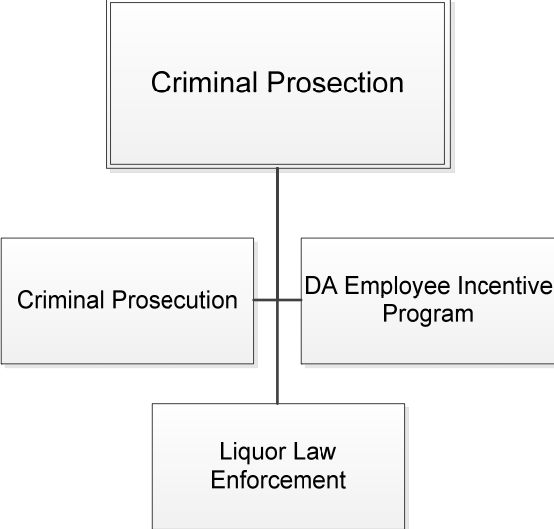 Criminal Prosection
Criminal Prosecution
DA Employee Incentive
Program
Liquor Law
Enforcement